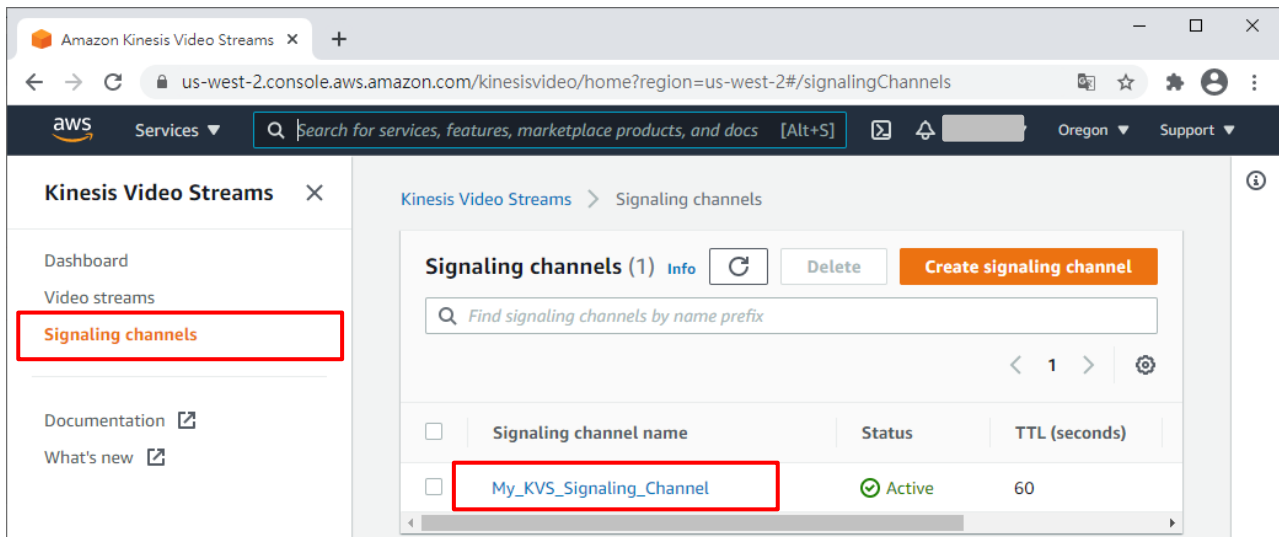 Amazon Kinesis Video Streams
us-west-2.console.aws.amazon.com/kinesisvideo/home?region=us-west-2#/signalingChannels
aws Services Search for services, features, marketplace products, and docs [Alt+S] Oregon Support
Kinesis Video Streams
Dashboard
Video streams
Signaling channels
Documentation
What's new
Kinesis Video Streams > Signaling channels
Signaling channels (1) Info Delete Create signaling channel
Find signaling channels by name prefix
< 1 >
Signaling channel name Status TTL (seconds)
My_KVS_Signaling_Channel Active 60